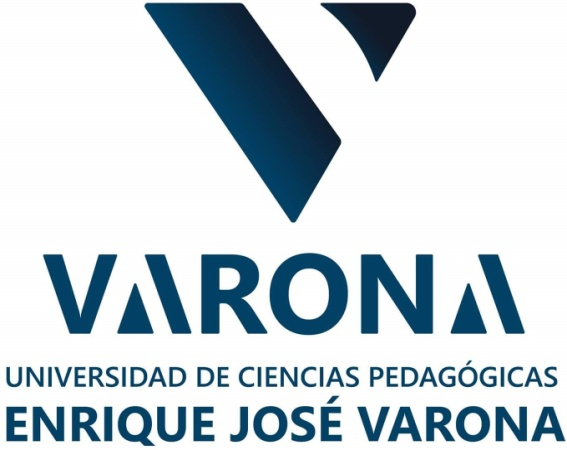 VARONA
UNIVERSIDAD DE CIENCIAS PEDAGÓGICAS
ENRIQUE JOSÉ VARONA